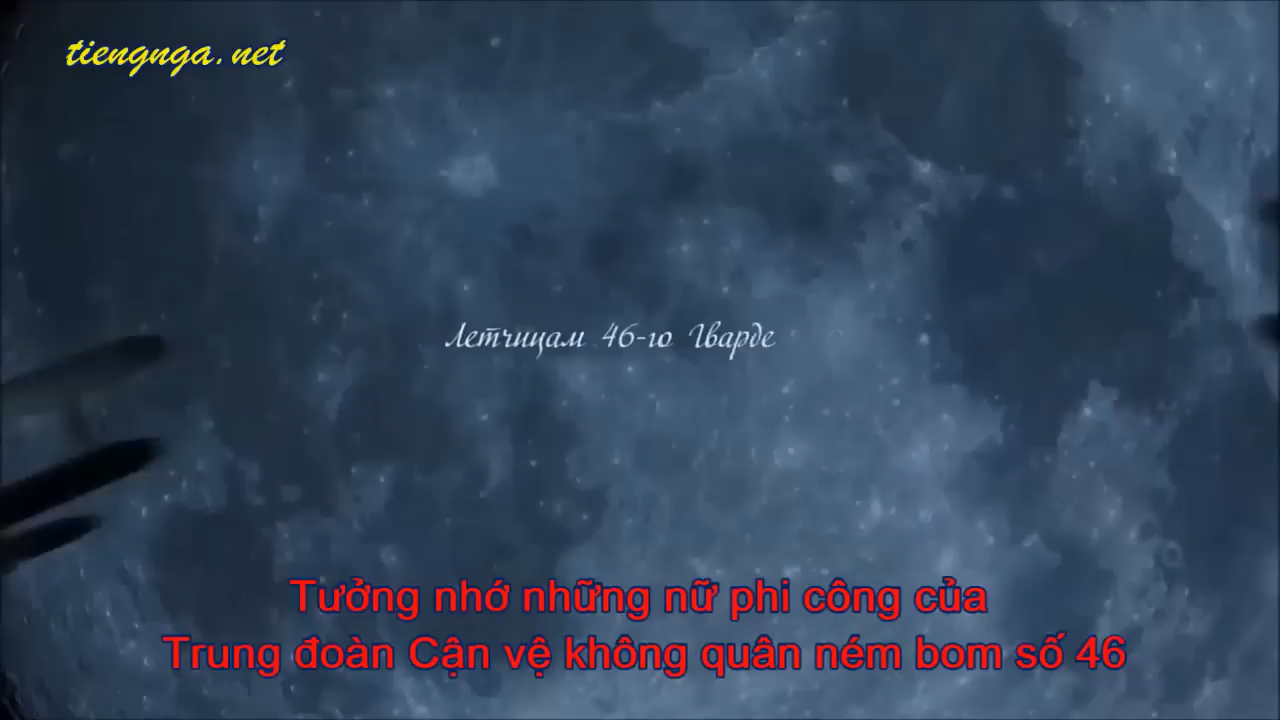 tiengnga.net
Летчицам 46-го Гварде
Tưởng nhớ những nữ phi công của
Trung đoàn Cận vệ không quân ném bom số 46